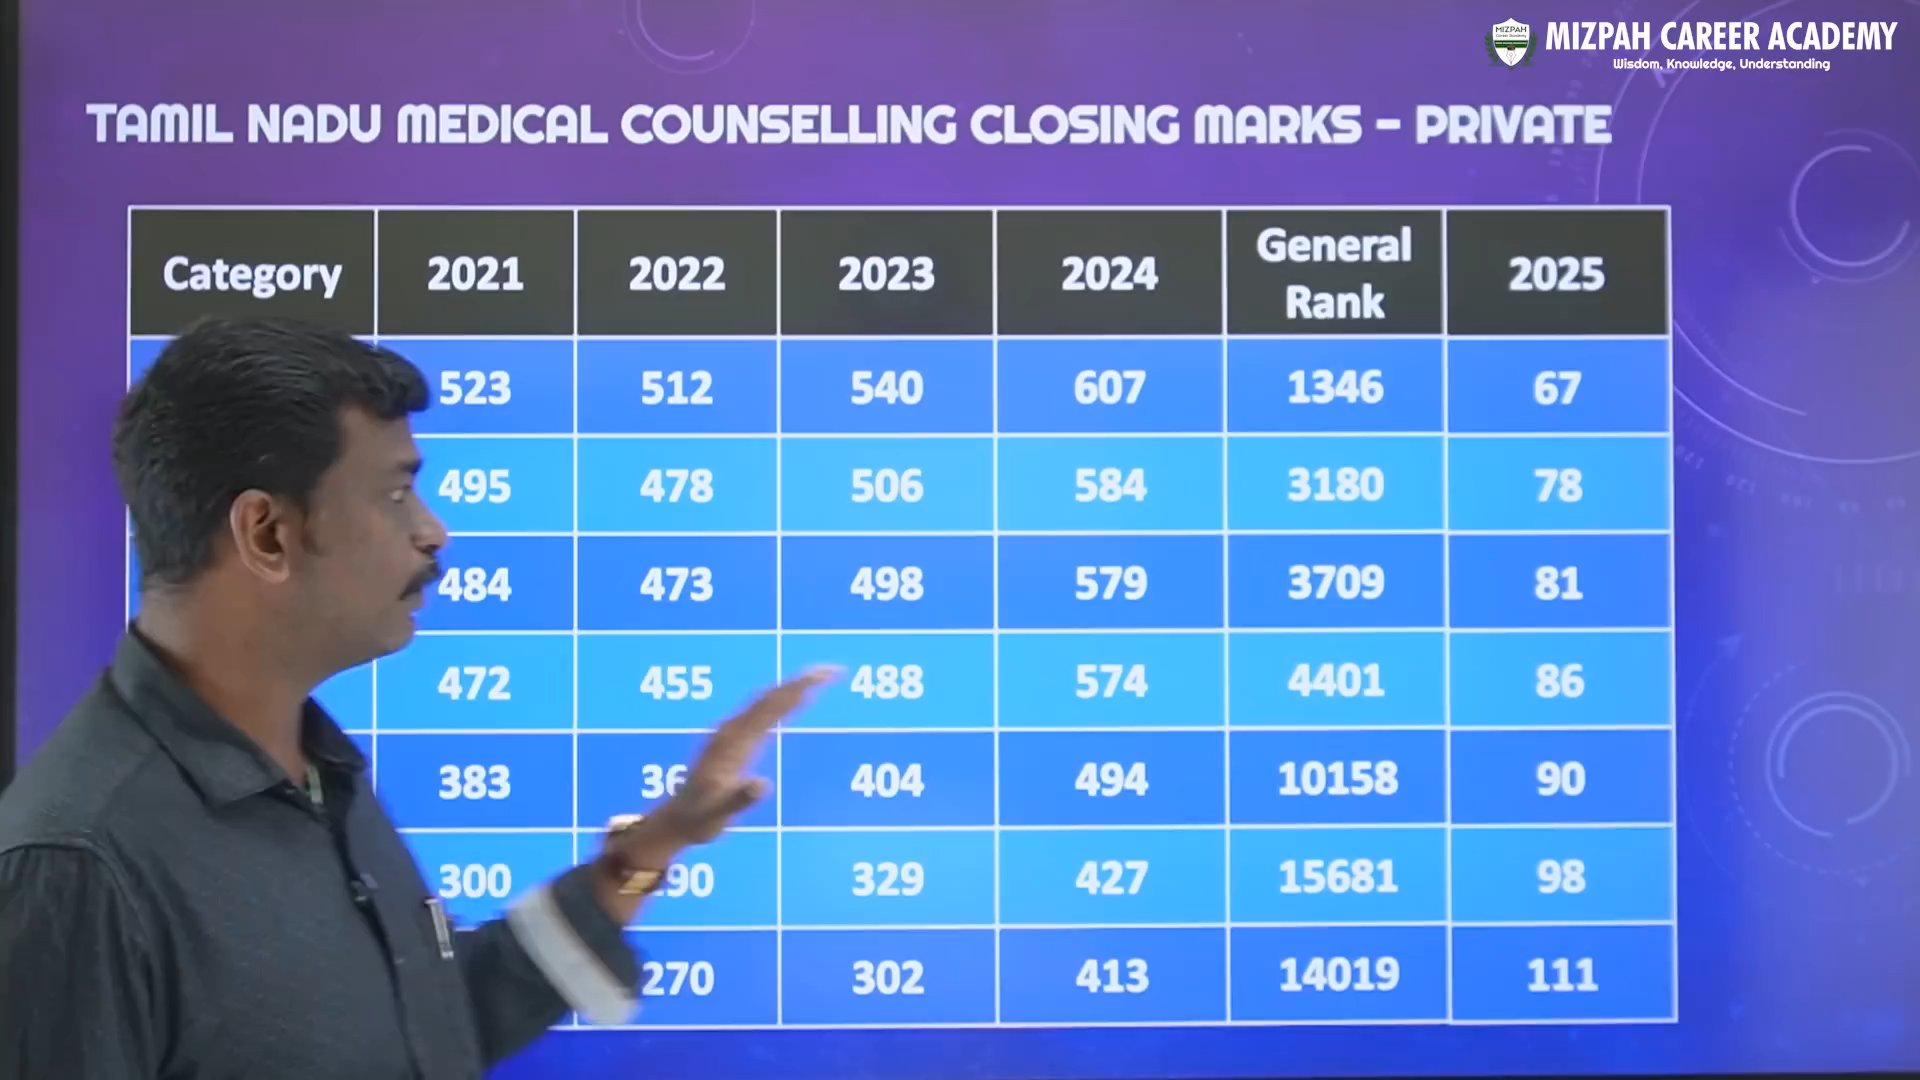 MIZPAH
MIZPAH CAREER ACADEMY
Wisdom, Knowledge, Understanding
TAMIL NADU MEDICAL COUNSELLING CLOSING MARKS - PRIVATE
Category 2021 2022 2023 2024 General Rank 2025
523 512 540 607 1346 67
495 478 506 584 3180 78
484 473 498 579 3709 81
472 455 488 574 4401 86
383 404 494 10158 90
300 329 427 15681 98
270 302 413 14019 111